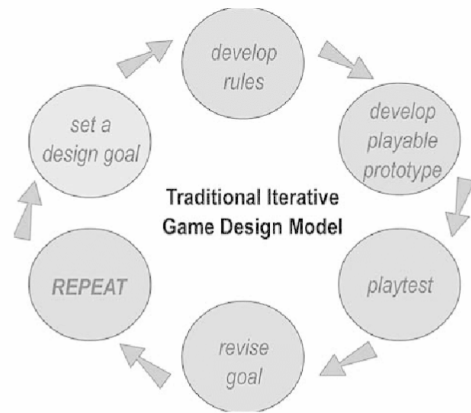 develop
rules
develop
playable
prototype
set a
design goal
Traditional Iterative
Game Design Model
REPEAT
playtest
revise
goal